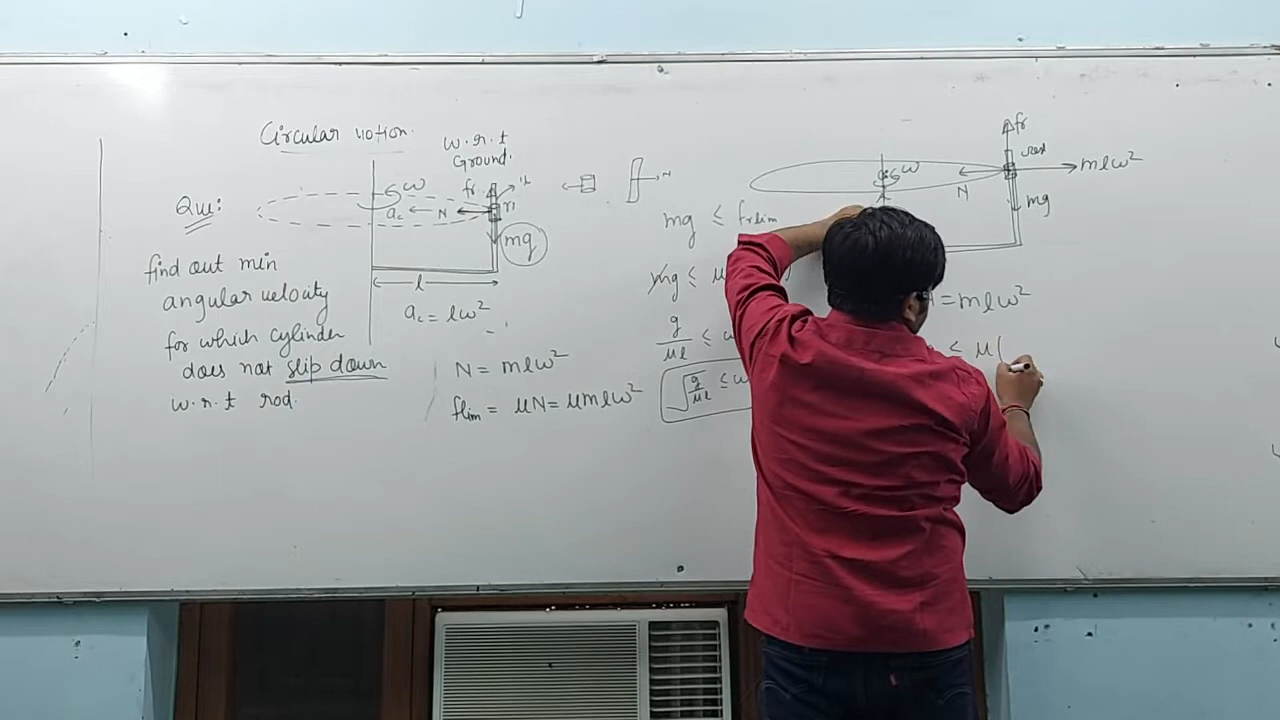 Circular Motion.
Que:
find out min
angular velocity
for which cylinder
does not slip down
w.r.t rod.
w.r.t
Ground.
ω
fr
ac
N
mg
l
ac = lω²
N = mlω²
flim = μN = μmlω²
N
fr
rod
ω
N
mlω²
mg
mg ≤ frlim
mg ≤ μ
g/μl ≤ ω
√g/μl ≤ ω
= mlω²
≤ μ(